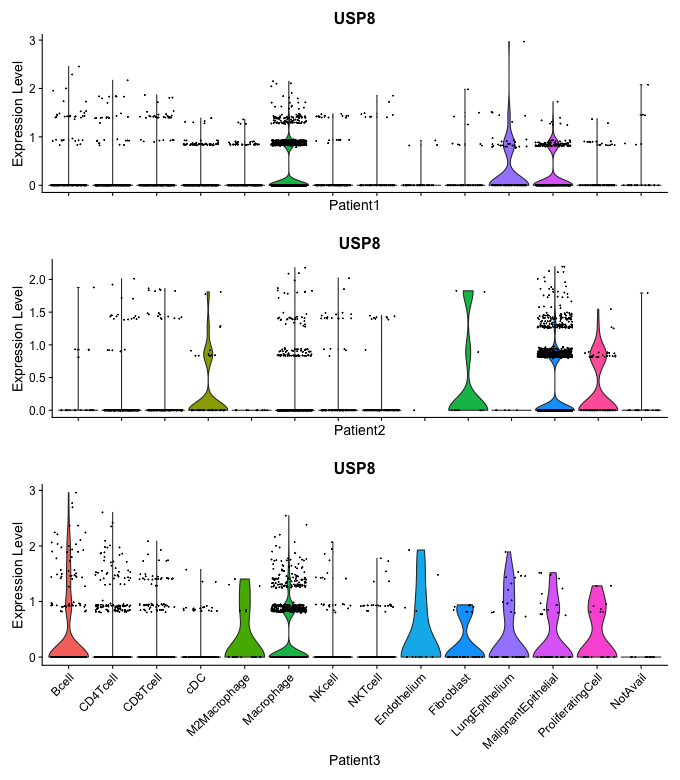 USP8
Expression Level
3
2
1
0
Patient1
USP8
Expression Level
2.0
1.5
1.0
0.5
0.0
Patient2
USP8
Expression Level
3
2
1
0
Bcell
CD4Tcell
CD8Tcell
cDC
M2Macrophage
Macrophage
NKcell
NKTcell
Endothelium
Fibroblast
LungEpithelium
MalignantEpithelial
ProliferatingCell
NotAvail
Patient3